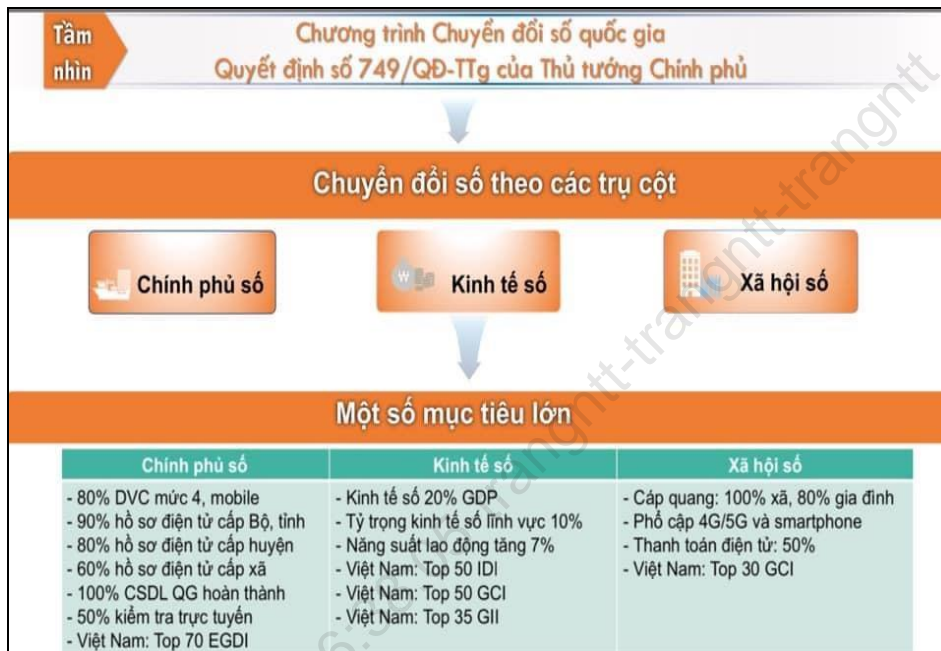 Tầm
nhìn
Chương trình Chuyển đổi số quốc gia
Quyết định số 749/QĐ-TTg của Thủ tướng Chính phủ
Chuyển đổi số theo các trụ cột
Chính phủ số
Kinh tế số
Xã hội số
Một số mục tiêu lớn
Chính phủ số
- 80% DVC mức 4, mobile
- 90% hồ sơ điện tử cấp Bộ, tỉnh
- 80% hồ sơ điện tử cấp huyện
- 60% hồ sơ điện tử cấp xã
- 100% CSDL QG hoàn thành
- 50% kiểm tra trực tuyến
- Việt Nam: Top 70 EGDI
Kinh tế số
- Kinh tế số 20% GDP
- Tỷ trọng kinh tế số lĩnh vực 10%
- Năng suất lao động tăng 7%
- Việt Nam: Top 50 IDI
- Việt Nam: Top 50 GCI
- Việt Nam: Top 35 GII
Xã hội số
- Cáp quang: 100% xã, 80% gia đình
- Phổ cập 4G/5G và smartphone
- Thanh toán điện tử: 50%
- Việt Nam: Top 30 GCI
trangntt-trangntt-trangntt